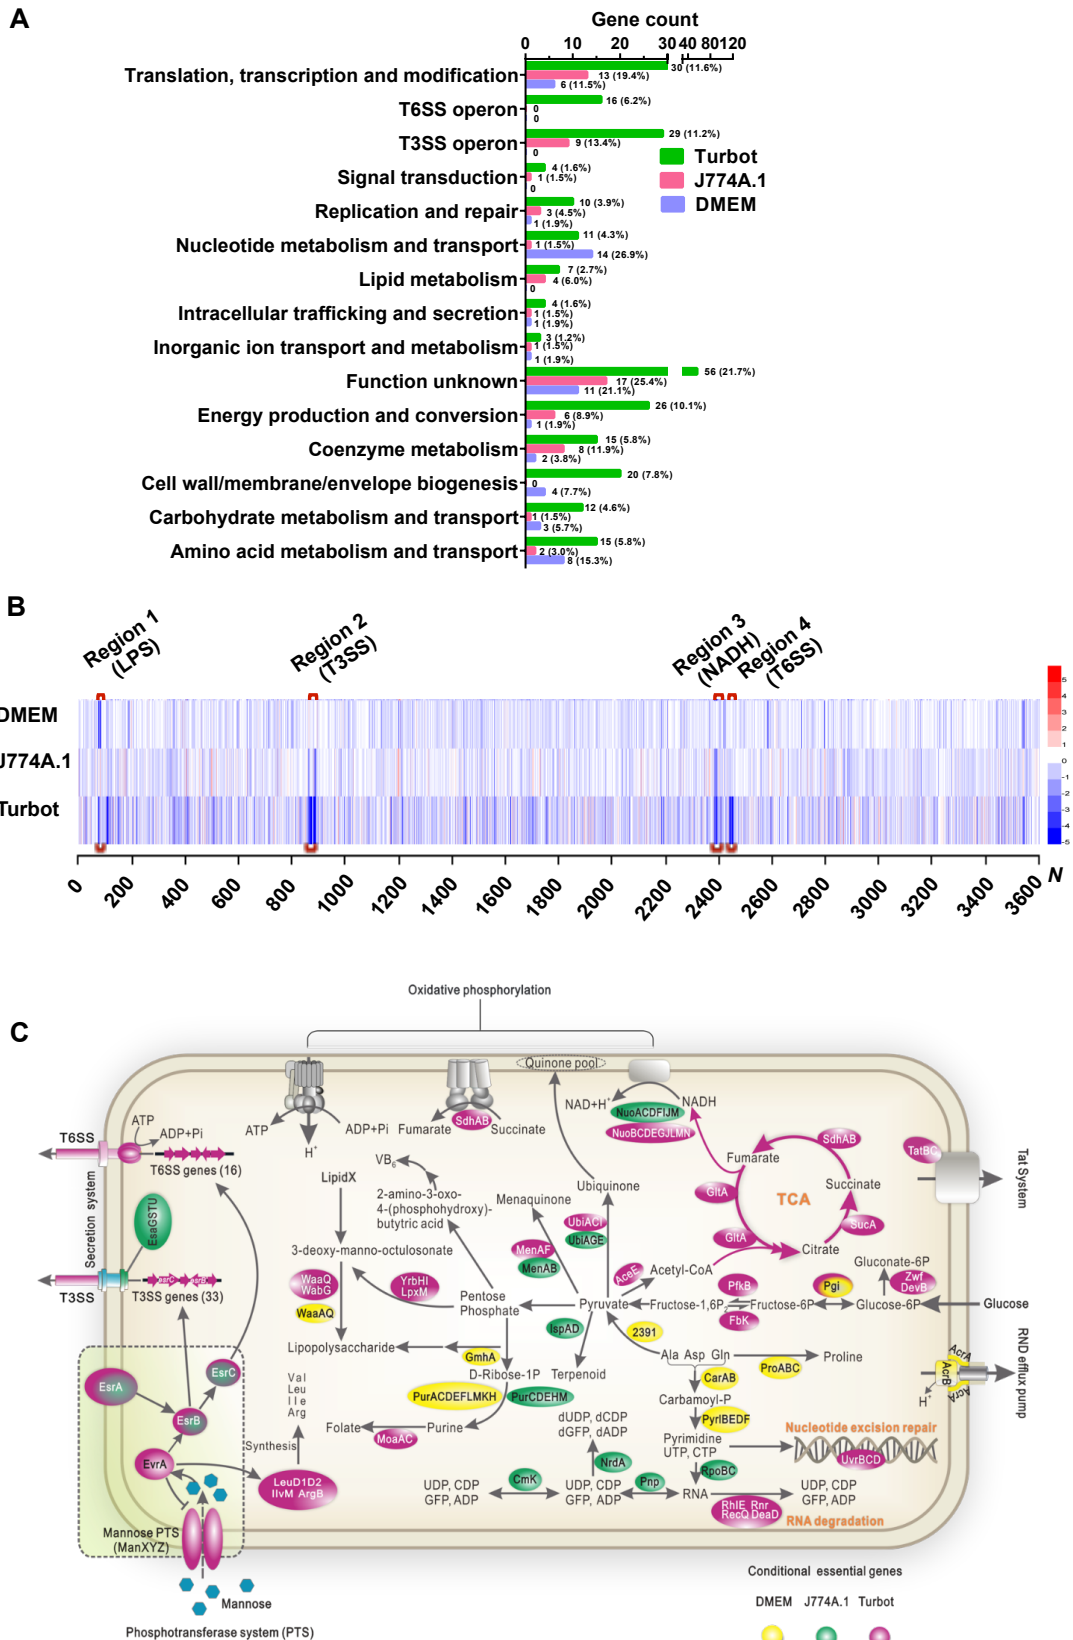 A
Gene count
0 10 20 30 40 80 120
Translation, transcription and modification
30 (11.6%)
13 (19.4%)
6 (11.5%)
T6SS operon
16 (6.2%)
0
0
T3SS operon
29 (11.2%)
9 (13.4%)
0
Turbot
J774A.1
DMEM
Signal transduction
4 (1.6%)
1 (1.5%)
0
Replication and repair
10 (3.9%)
3 (4.5%)
1 (1.9%)
Nucleotide metabolism and transport
11 (4.3%)
1 (1.5%)
14 (26.9%)
Lipid metabolism
7 (2.7%)
4 (6.0%)
0
Intracellular trafficking and secretion
4 (1.6%)
1 (1.5%)
1 (1.9%)
Inorganic ion transport and metabolism
3 (1.2%)
1 (1.5%)
1 (1.9%)
Function unknown
56 (21.7%)
17 (25.4%)
11 (21.1%)
Energy production and conversion
26 (10.1%)
6 (8.9%)
1 (1.9%)
Coenzyme metabolism
15 (5.8%)
8 (11.9%)
2 (3.8%)
Cell wall/membrane/envelope biogenesis
20 (7.8%)
0
4 (7.7%)
Carbohydrate metabolism and transport
12 (4.6%)
1 (1.5%)
3 (5.7%)
Amino acid metabolism and transport
15 (5.8%)
2 (3.0%)
8 (15.3%)
B
Region 1
(LPS)
Region 2
(T3SS)
Region 3
(NADH)
Region 4
(T6SS)
DMEM
J774A.1
Turbot
5
4
3
2
1
0
-1
-2
-3
-4
-5
0 200 400 600 800 1000 1200 1400 1600 1800 2000 2200 2400 2600 2800 3000 3200 3400 3600
N
C
Oxidative phosphorylation
Quinone pool
ATP
H+
ADP+Pi
Fumarate
SdhAB
Succinate
NAD+H+
NADH
NuoACDFIJM
NuoBCDEGJLMN
T6SS
ATP
ADP+Pi
T6SS genes (16)
Secretion system
EsaGSTU
T3SS
esrC esrB
T3SS genes (33)
VB6
LipidX
2-amino-3-oxo-
4-(phosphohydroxy)-
butytric acid
3-deoxy-manno-octulosonate
WaaQ
WabG
WaaAQ
YrbHI
LpxM
Lipopolysaccharide
Menaquinone
MenAF
MenAB
Ubiquinone
UbiACI
UbiAGE
Fumarate
SdhAB
Succinate
GltA
TCA
SucA
GltA
Citrate
AceE
Acetyl-CoA
TatBC
Tat System
Gluconate-6P
Zwf
DevB
Pentose
Phosphate
Pyruvate
Fructose-1,6P2
PfkB
FbK
Fructose-6P
Pgi
Glucose-6P
Glucose
IspAD
2391
Ala Asp Gln
ProABC
Proline
AcrA
AcrB
AcrA
H+
RND efflux pump
GmhA
D-Ribose-1P
Terpenoid
CarAB
Carbamoyl-P
PurACDEFLMKH
PurCDEHM
PyrIBEDF
Folate
MoaAC
Purine
dUDP, dCDP
dGFP, dADP
Pyrimidine
UTP, CTP
Nucleotide excision repair
UvrBCD
EsrA
EsrC
EsrB
EvrA
Val
Leu
Ile
Arg
Synthesis
LeuD1D2
IlvM ArgB
UDP, CDP
GFP, ADP
CmK
UDP, CDP
GFP, ADP
NrdA
Pnp
RpoBC
RNA
RhlE Rnr
RecQ DeaD
UDP, CDP
GFP, ADP
RNA degradation
Mannose PTS
(ManXYZ)
Mannose
Phosphotransferase system (PTS)
Conditional essential genes
DMEM J774A.1 Turbot